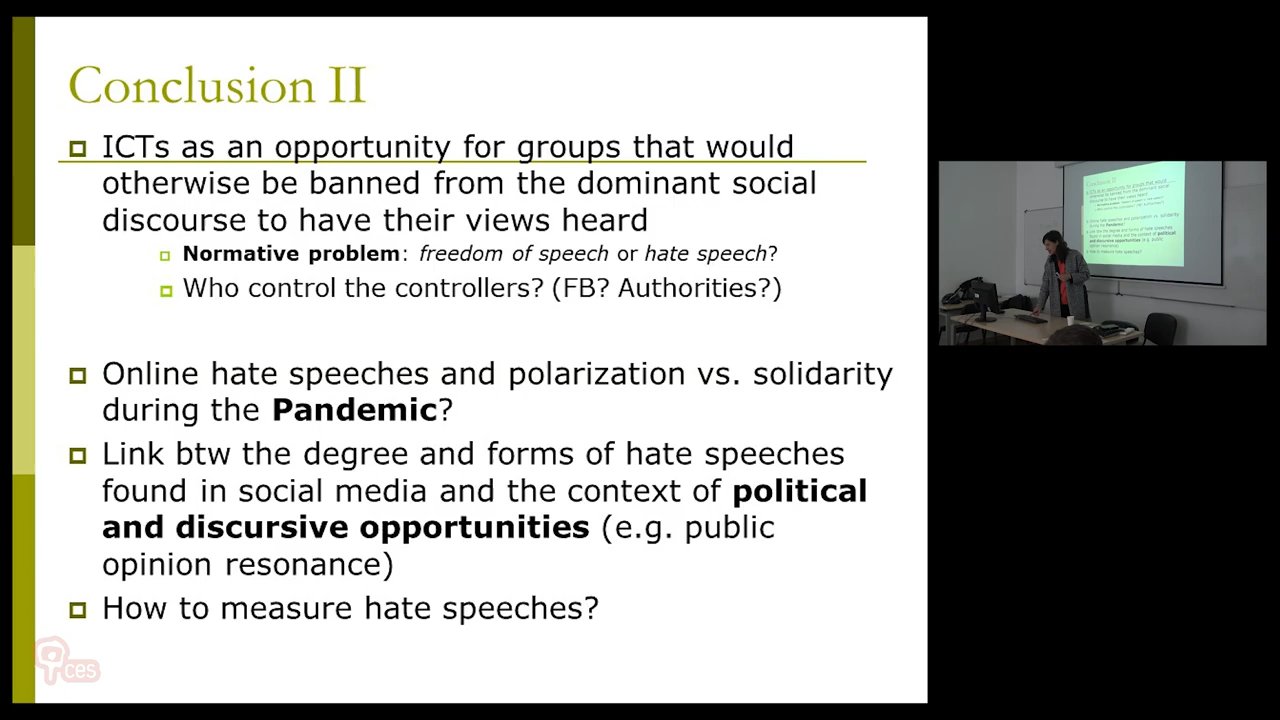 Conclusion II
ICTs as an opportunity for groups that would
otherwise be banned from the dominant social
discourse to have their views heard
Normative problem: freedom of speech or hate speech?
Who control the controllers? (FB? Authorities?)
Online hate speeches and polarization vs. solidarity
during the Pandemic?
Link btw the degree and forms of hate speeches
found in social media and the context of political
and discursive opportunities (e.g. public
opinion resonance)
How to measure hate speeches?
ces